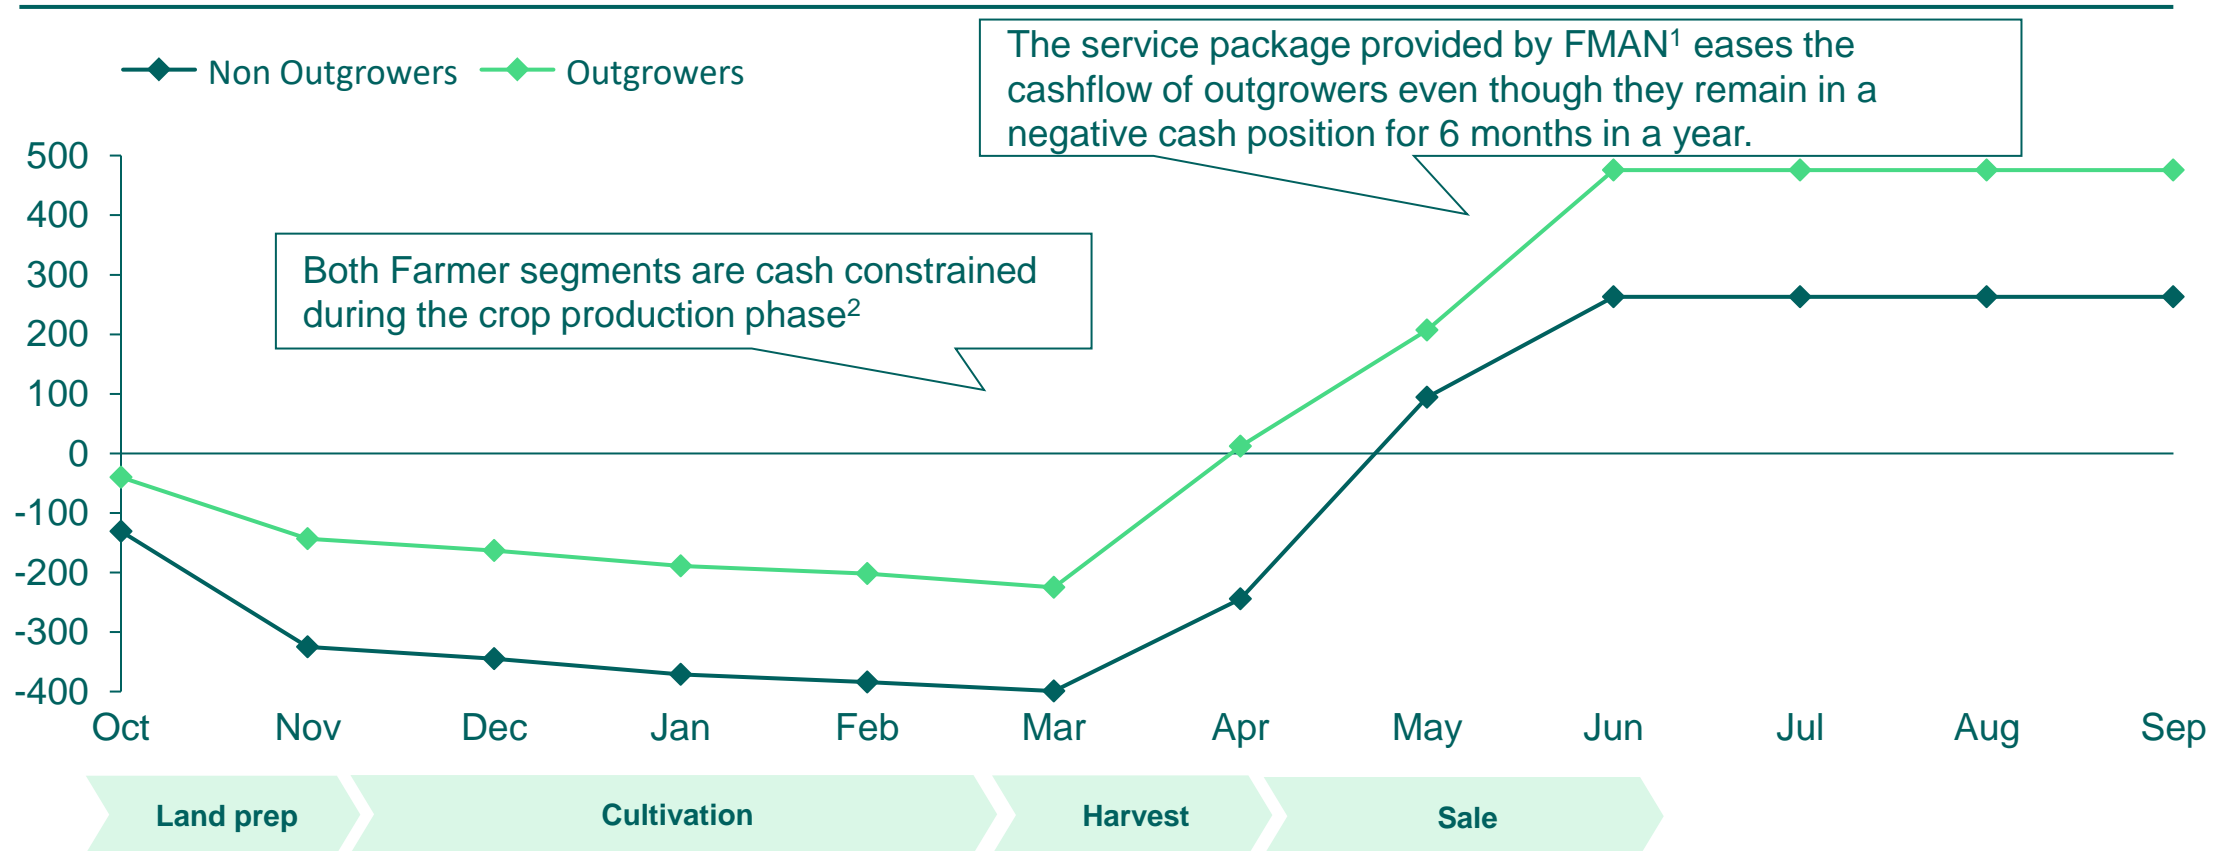 The service package provided by FMAN¹ eases the
cashflow of outgrowers even though they remain in a
negative cash position for 6 months in a year.
Non Outgrowers Outgrowers
500
400
300
200
100
0
-100
-200
-300
-400
Both Farmer segments are cash constrained
during the crop production phase²
Oct Nov Dec Jan Feb Mar Apr May Jun Jul Aug Sep
Land prep Cultivation Harvest Sale